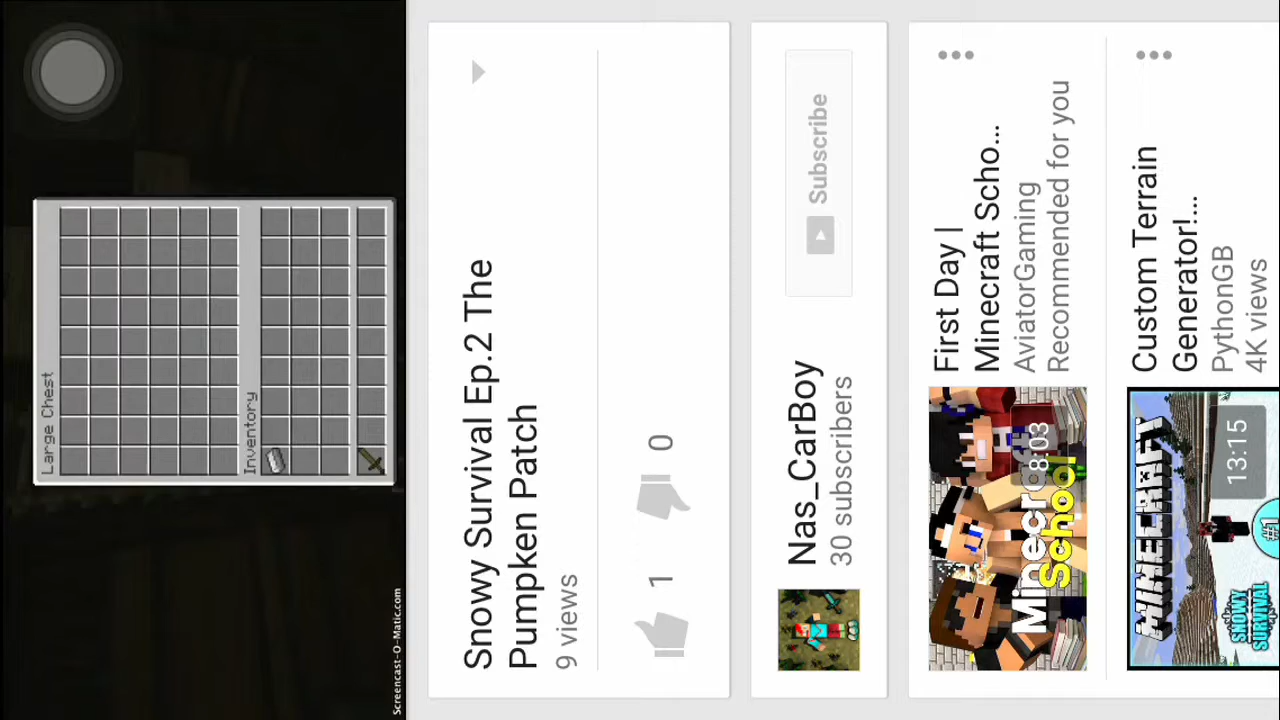 Large Chest
Inventory
Screencast-O-Matic.com
Snowy Survival Ep.2 The
Pumpken Patch
9 views
1
0
Nas_CarBoy
30 subscribers
Subscribe
First Day |
Minecraft Scho...
AviatorGaming
Recommended for you
Minecra
School
8:03
Custom Terrain
Generator!...
PythonGB
4K views
MINECRAFT
13:15
SNOWY
SURVIVAL
#1